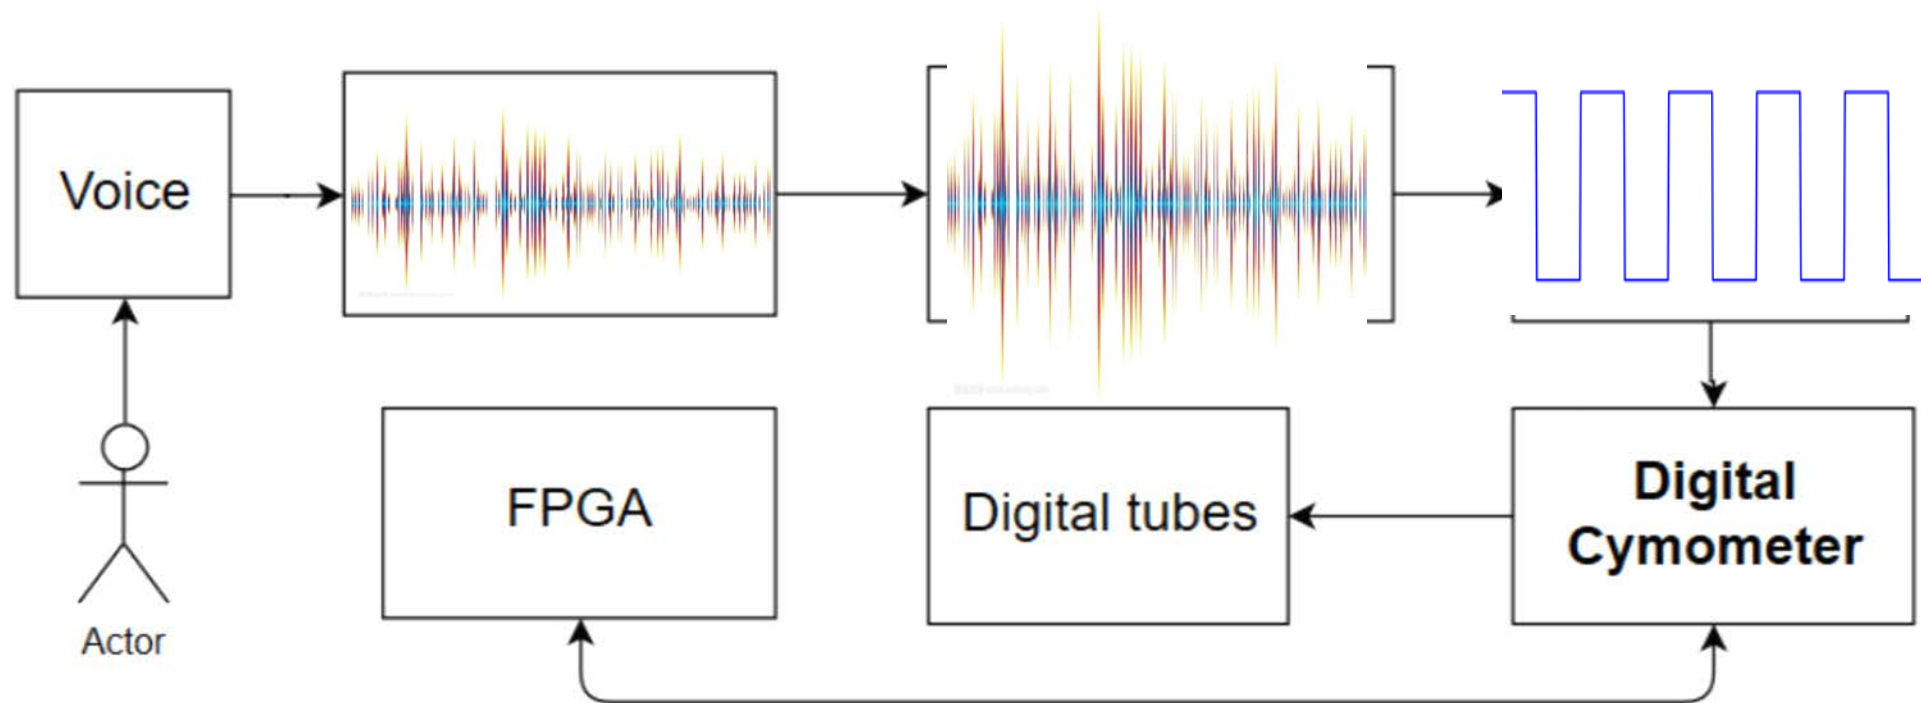 Voice
FPGA
Digital tubes
Digital
Cymometer
Actor